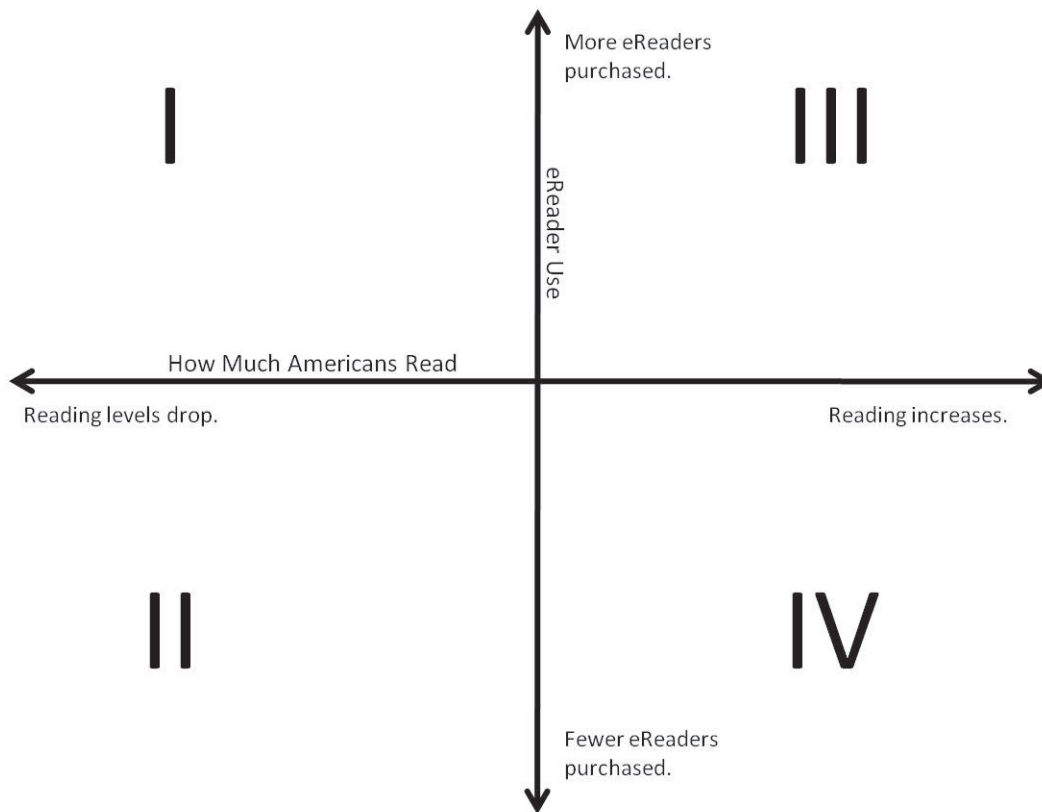 More eReaders
purchased.
I
III
eReader Use
How Much Americans Read
Reading levels drop.
Reading increases.
II
IV
Fewer eReaders
purchased.